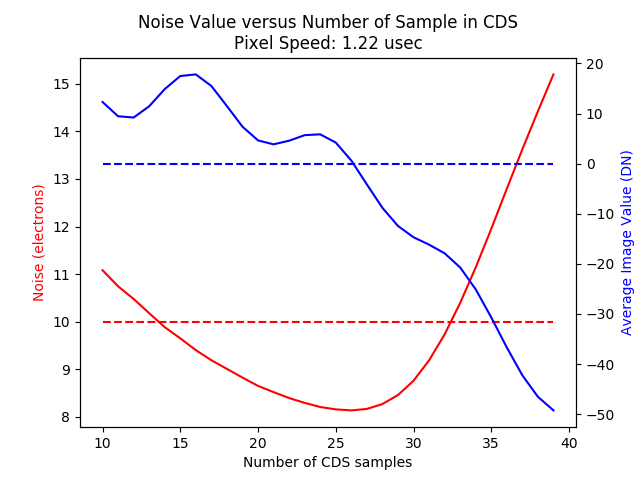 Noise Value versus Number of Sample in CDS
Pixel Speed: 1.22 usec
Noise (electrons)
15
14
13
12
11
10
9
8
20
10
0
−10
−20
−30
−40
−50
Average Image Value (DN)
10 15 20 25 30 35 40
Number of CDS samples